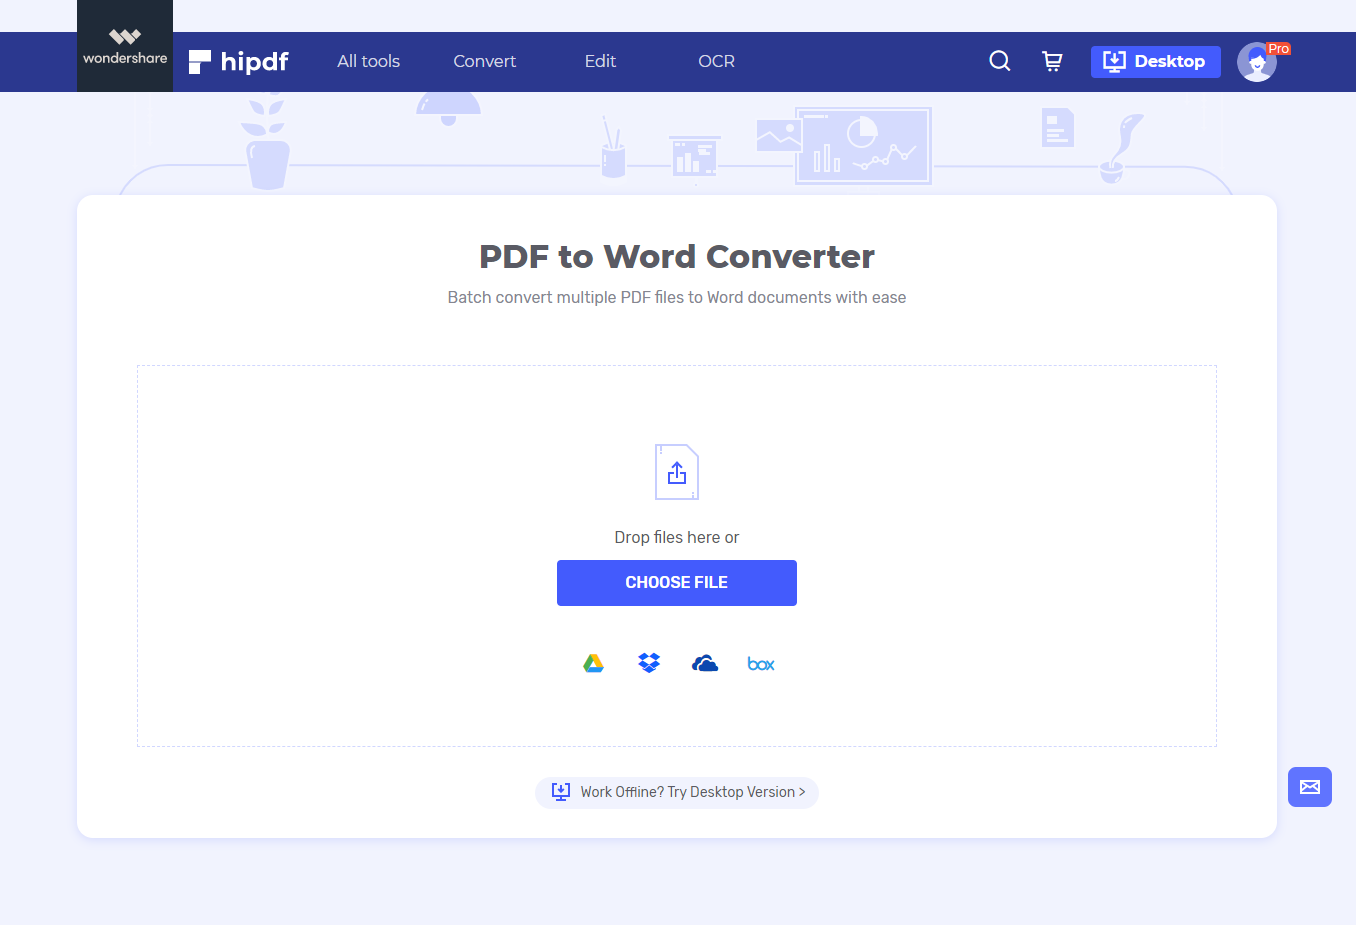 wondershare
hipdf
All tools
Convert
Edit
OCR
Desktop
Pro
PDF to Word Converter
Batch convert multiple PDF files to Word documents with ease
Drop files here or
CHOOSE FILE
box
Work Offline? Try Desktop Version >